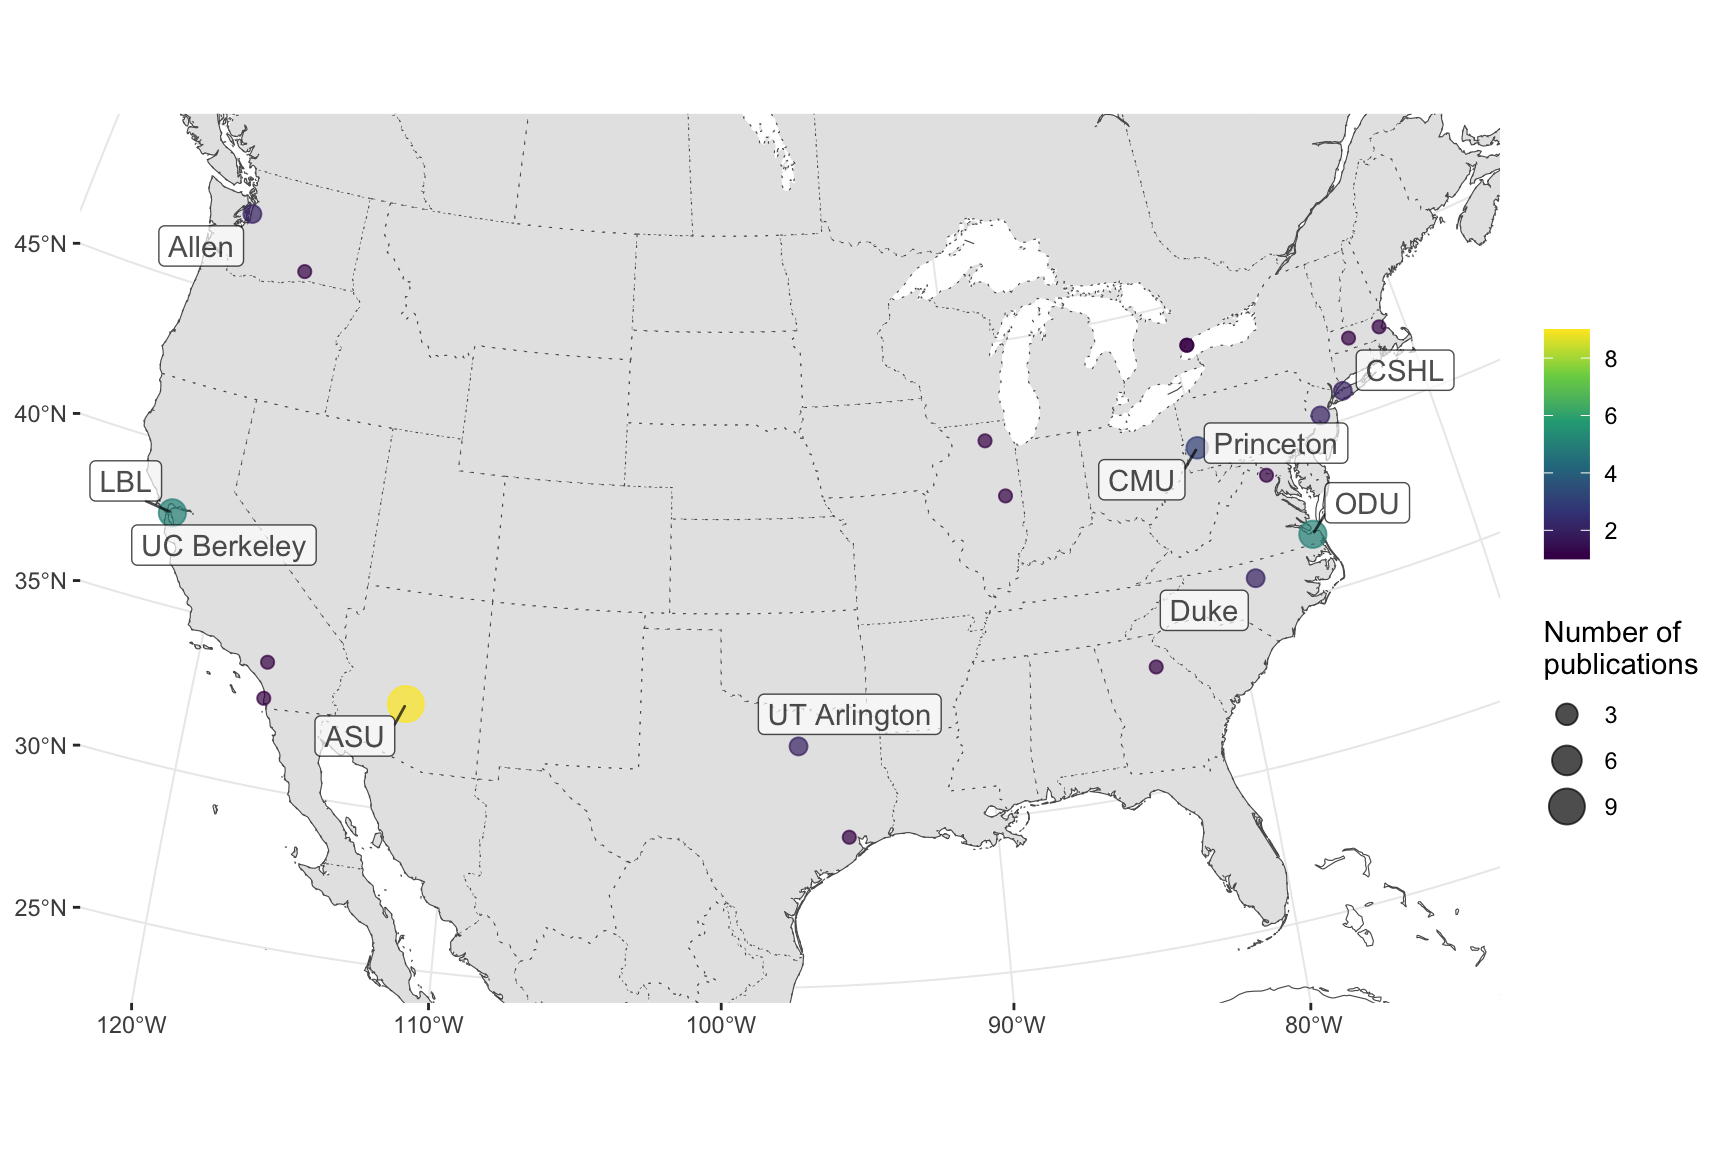 45°N
40°N
35°N
30°N
25°N
120°W
110°W
100°W
90°W
80°W
Allen
LBL
UC Berkeley
ASU
UT Arlington
CSHL
Princeton
CMU
ODU
Duke
8
6
4
2
Number of
publications
3
6
9